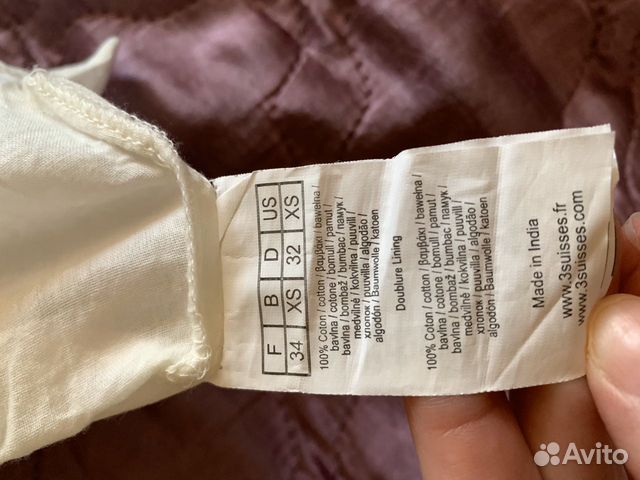 F B D US
34 XS 32 XS
100% Coton / cotton / βαμβάκι / bawełna /
bavlna / cotone / bomull / pamut /
bavlna / bombaž / bumbac / памук /
medvilnė / kokvilna / puuvill /
хлопок / puuvilla / algodão /
algodón / Baumwolle / katoen
Doublure Lining
100% Coton / cotton / βαμβάκι / bawełna /
bavlna / cotone / bomull / pamut /
bavlna / bombaž / bumbac / памук /
medvilnė / kokvilna / puuvill /
хлопок / puuvilla / algodão /
algodón / Baumwolle / katoen
Made in India
www.3suisses.fr
www.3suisses.com
Avito